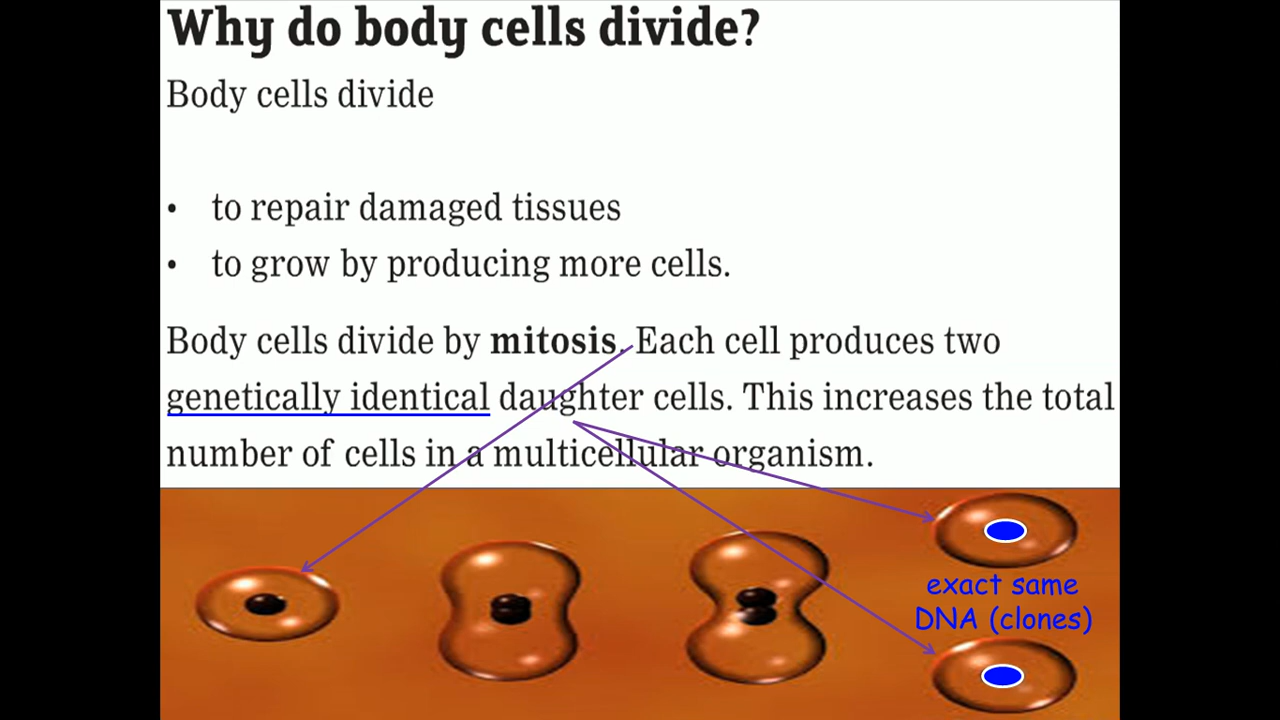 Why do body cells divide?
Body cells divide
• to repair damaged tissues
• to grow by producing more cells.
Body cells divide by mitosis. Each cell produces two
genetically identical daughter cells. This increases the total
number of cells in a multicellular organism.
exact same
DNA (clones)